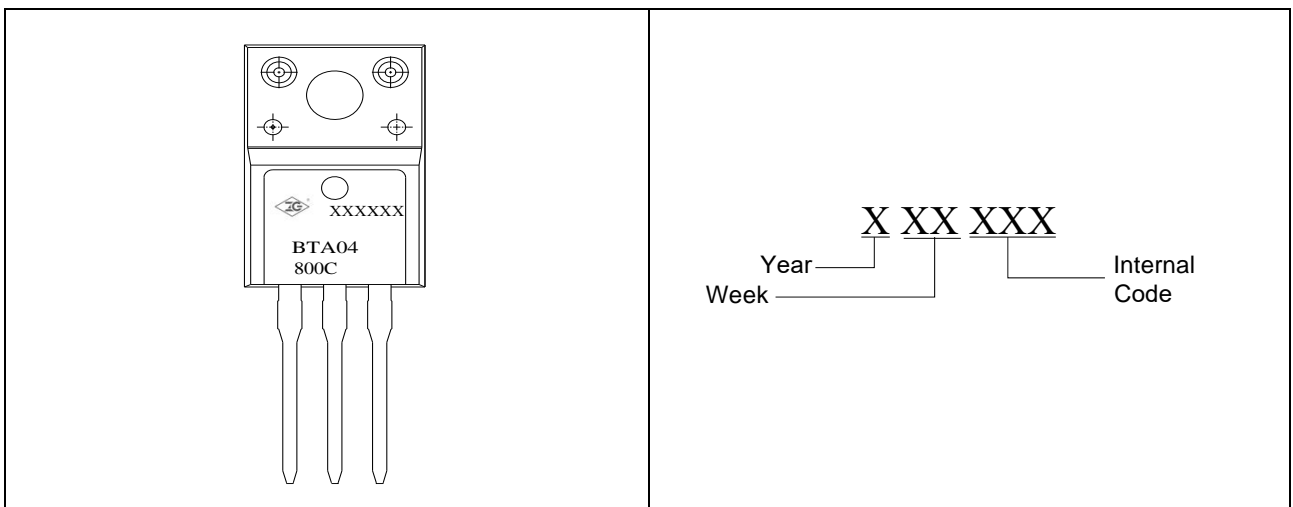 XXXXXX
BTA04
800C
X XX XXX
Year
Week
Internal
Code